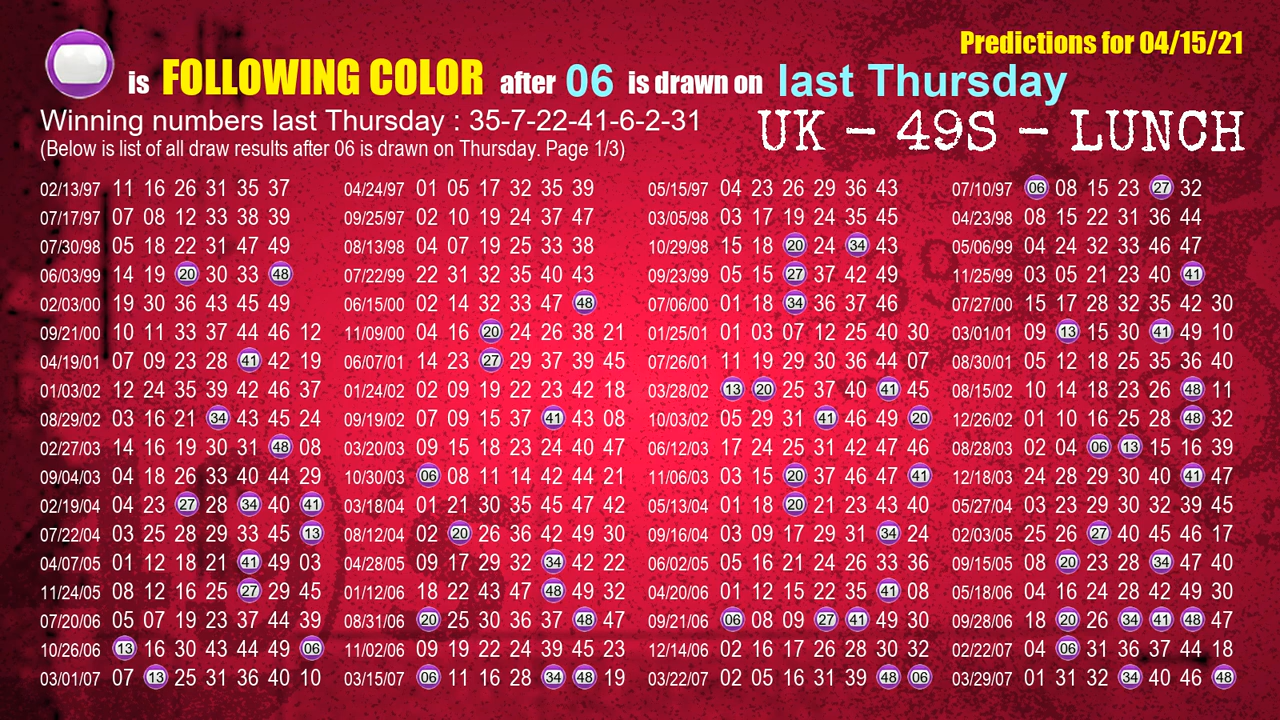 Predictions for 04/15/21
is FOLLOWING COLOR after 06 is drawn on last Thursday
Winning numbers last Thursday : 35-7-22-41-6-2-31
UK - 49S - LUNCH
(Below is list of all draw results after 06 is drawn on Thursday. Page 1/3)
02/13/97 11 16 26 31 35 37 04/24/97 01 05 17 32 35 39 05/15/97 04 23 26 29 36 43 07/10/97 06 08 15 23 27 32
07/17/97 07 08 12 33 38 39 09/25/97 02 10 19 24 37 47 03/05/98 03 17 19 24 35 45 04/23/98 08 15 22 31 36 44
07/30/98 05 18 22 31 47 49 08/13/98 04 07 19 25 33 38 10/29/98 15 18 20 24 34 43 05/06/99 04 24 32 33 46 47
06/03/99 14 19 20 30 33 48 07/22/99 22 31 32 35 40 43 09/23/99 05 15 27 37 42 49 11/25/99 03 05 21 23 40 41
02/03/00 19 30 36 43 45 49 06/15/00 02 14 32 33 47 48 07/06/00 01 18 34 36 37 46 07/27/00 15 17 28 32 35 42 30
09/21/00 10 11 33 37 44 46 12 11/09/00 04 16 20 24 26 38 21 01/25/01 01 03 07 12 25 40 30 03/01/01 09 13 15 30 41 49 10
04/19/01 07 09 23 28 41 42 19 06/07/01 14 23 27 29 37 39 45 07/26/01 11 19 29 30 36 44 07 08/30/01 05 12 18 25 35 36 40
01/03/02 12 24 35 39 42 46 37 01/24/02 02 09 19 22 23 42 18 03/28/02 13 20 25 37 40 41 45 08/15/02 10 14 18 23 26 48 11
08/29/02 03 16 21 34 43 45 24 09/19/02 07 09 15 37 41 43 08 10/03/02 05 29 31 41 46 49 20 12/26/02 01 10 16 25 28 48 32
02/27/03 14 16 19 30 31 48 08 03/20/03 09 15 18 23 24 40 47 06/12/03 17 24 25 31 42 47 46 08/28/03 02 04 06 13 15 16 39
09/04/03 04 18 26 33 40 44 29 10/30/03 06 08 11 14 42 44 21 11/06/03 03 15 20 37 46 47 41 12/18/03 24 28 29 30 40 41 47
02/19/04 04 23 27 28 34 40 41 03/18/04 01 21 30 35 45 47 42 05/13/04 01 18 20 21 23 43 40 05/27/04 03 23 29 30 32 39 45
07/22/04 03 25 28 29 33 45 13 08/12/04 02 20 26 36 42 49 30 09/16/04 03 09 17 29 31 34 24 02/03/05 25 26 27 40 45 46 17
04/07/05 01 12 18 21 41 49 03 04/28/05 09 17 29 32 34 42 22 06/02/05 05 16 21 24 26 33 36 09/15/05 08 20 23 28 34 47 40
11/24/05 08 12 16 25 27 29 45 01/12/06 18 22 43 47 48 49 32 04/20/06 01 12 15 22 35 41 08 05/18/06 04 16 24 28 42 49 30
07/20/06 05 07 19 23 37 44 39 08/31/06 20 25 30 36 37 48 47 09/21/06 06 08 09 27 41 49 30 09/28/06 18 20 26 34 41 48 47
10/26/06 13 16 30 43 44 49 06 11/02/06 09 19 22 24 39 45 23 12/14/06 02 16 17 26 28 30 32 02/22/07 04 06 31 36 37 44 18
03/01/07 07 13 25 31 36 40 10 03/15/07 06 11 16 28 34 48 19 03/22/07 02 05 16 31 39 48 06 03/29/07 01 31 32 34 40 46 48